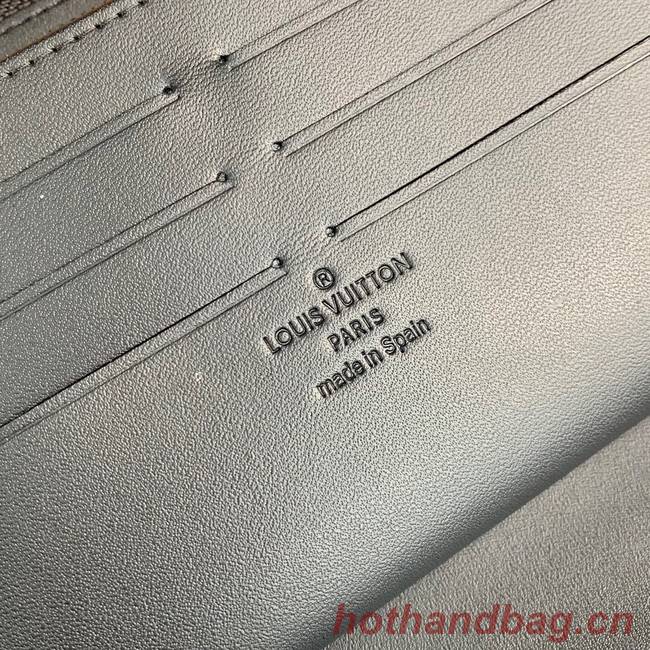 ®
LOUIS VUITTON
PARIS
made in Spain
hothandbag.cn